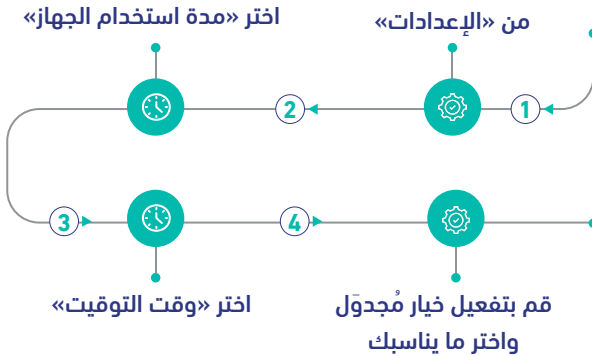 1
من «الإعدادات»
2
اختر «مدة استخدام الجهاز»
3
اختر «وقت التوقيت»
4
قم بتفعيل خيار مُجدوَل
واختر ما يناسبك